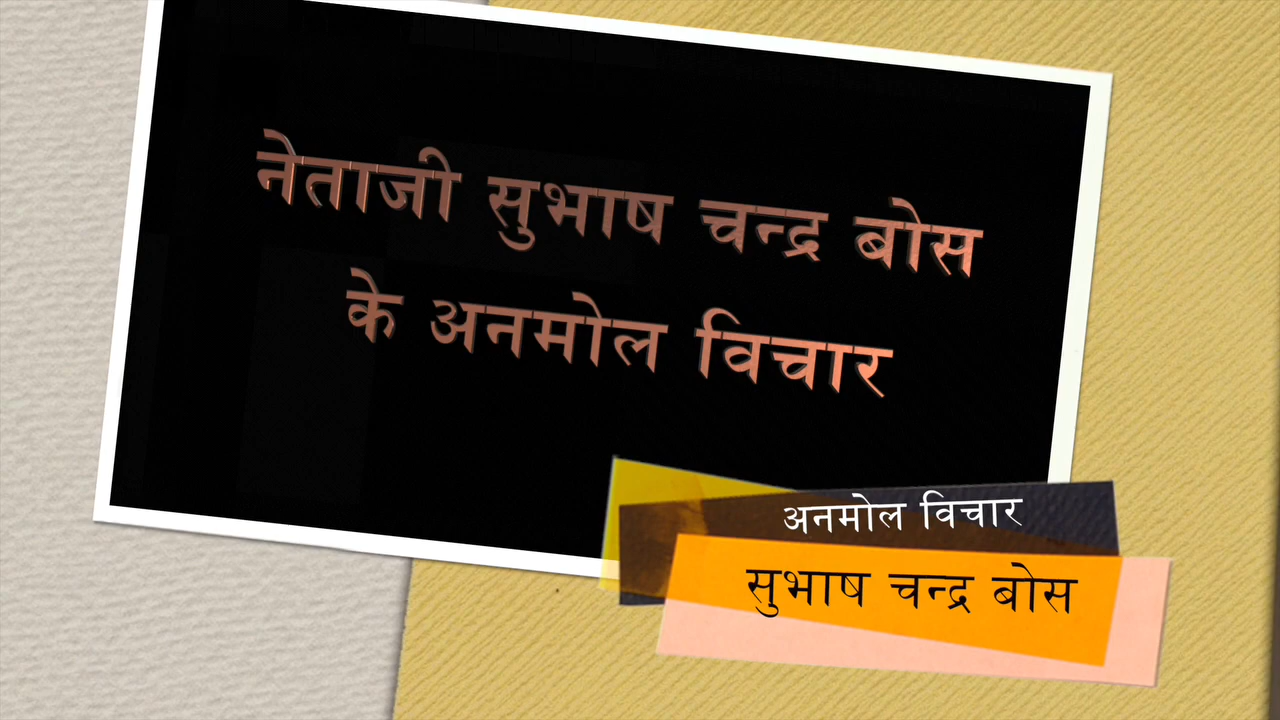 नेताजी सुभाष चन्द्र बोस
के अनमोल विचार
अनमोल विचार
सुभाष चन्द्र बोस